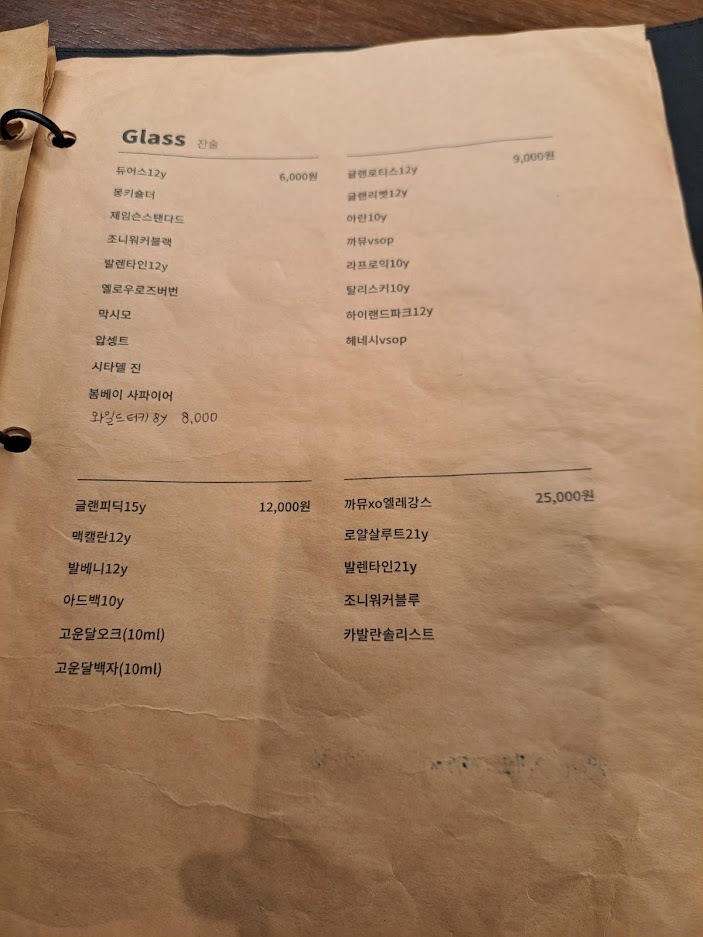 Glass 잔술
듀어스12y 6,000원
몽키숄더
제임슨스탠다드
조니워커블랙
발렌타인12y
옐로우로즈버번
막시모
압생트
시타델 진
봄베이 사파이어
와일드터키 8y 8,000
글렌로티스12y 9,000원
글렌리벳12y
아란10y
까뮤vsop
라프로익10y
탈리스커10y
하이랜드파크12y
헤네시vsop
글랜피딕15y 12,000원
맥캘란12y
발베니12y
아드백10y
고운달오크(10ml)
고운달백자(10ml)
까뮤xo엘레강스 25,000원
로얄살루트21y
발렌타인21y
조니워커블루
카발란솔리스트